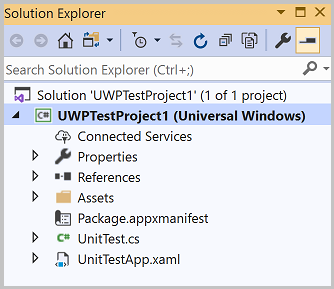 Solution Explorer
Search Solution Explorer (Ctrl+;)
Solution 'UWPTestProject1' (1 of 1 project)
C# UWPTestProject1 (Universal Windows)
Connected Services
Properties
References
Assets
Package.appxmanifest
C# UnitTest.cs
UnitTestApp.xaml